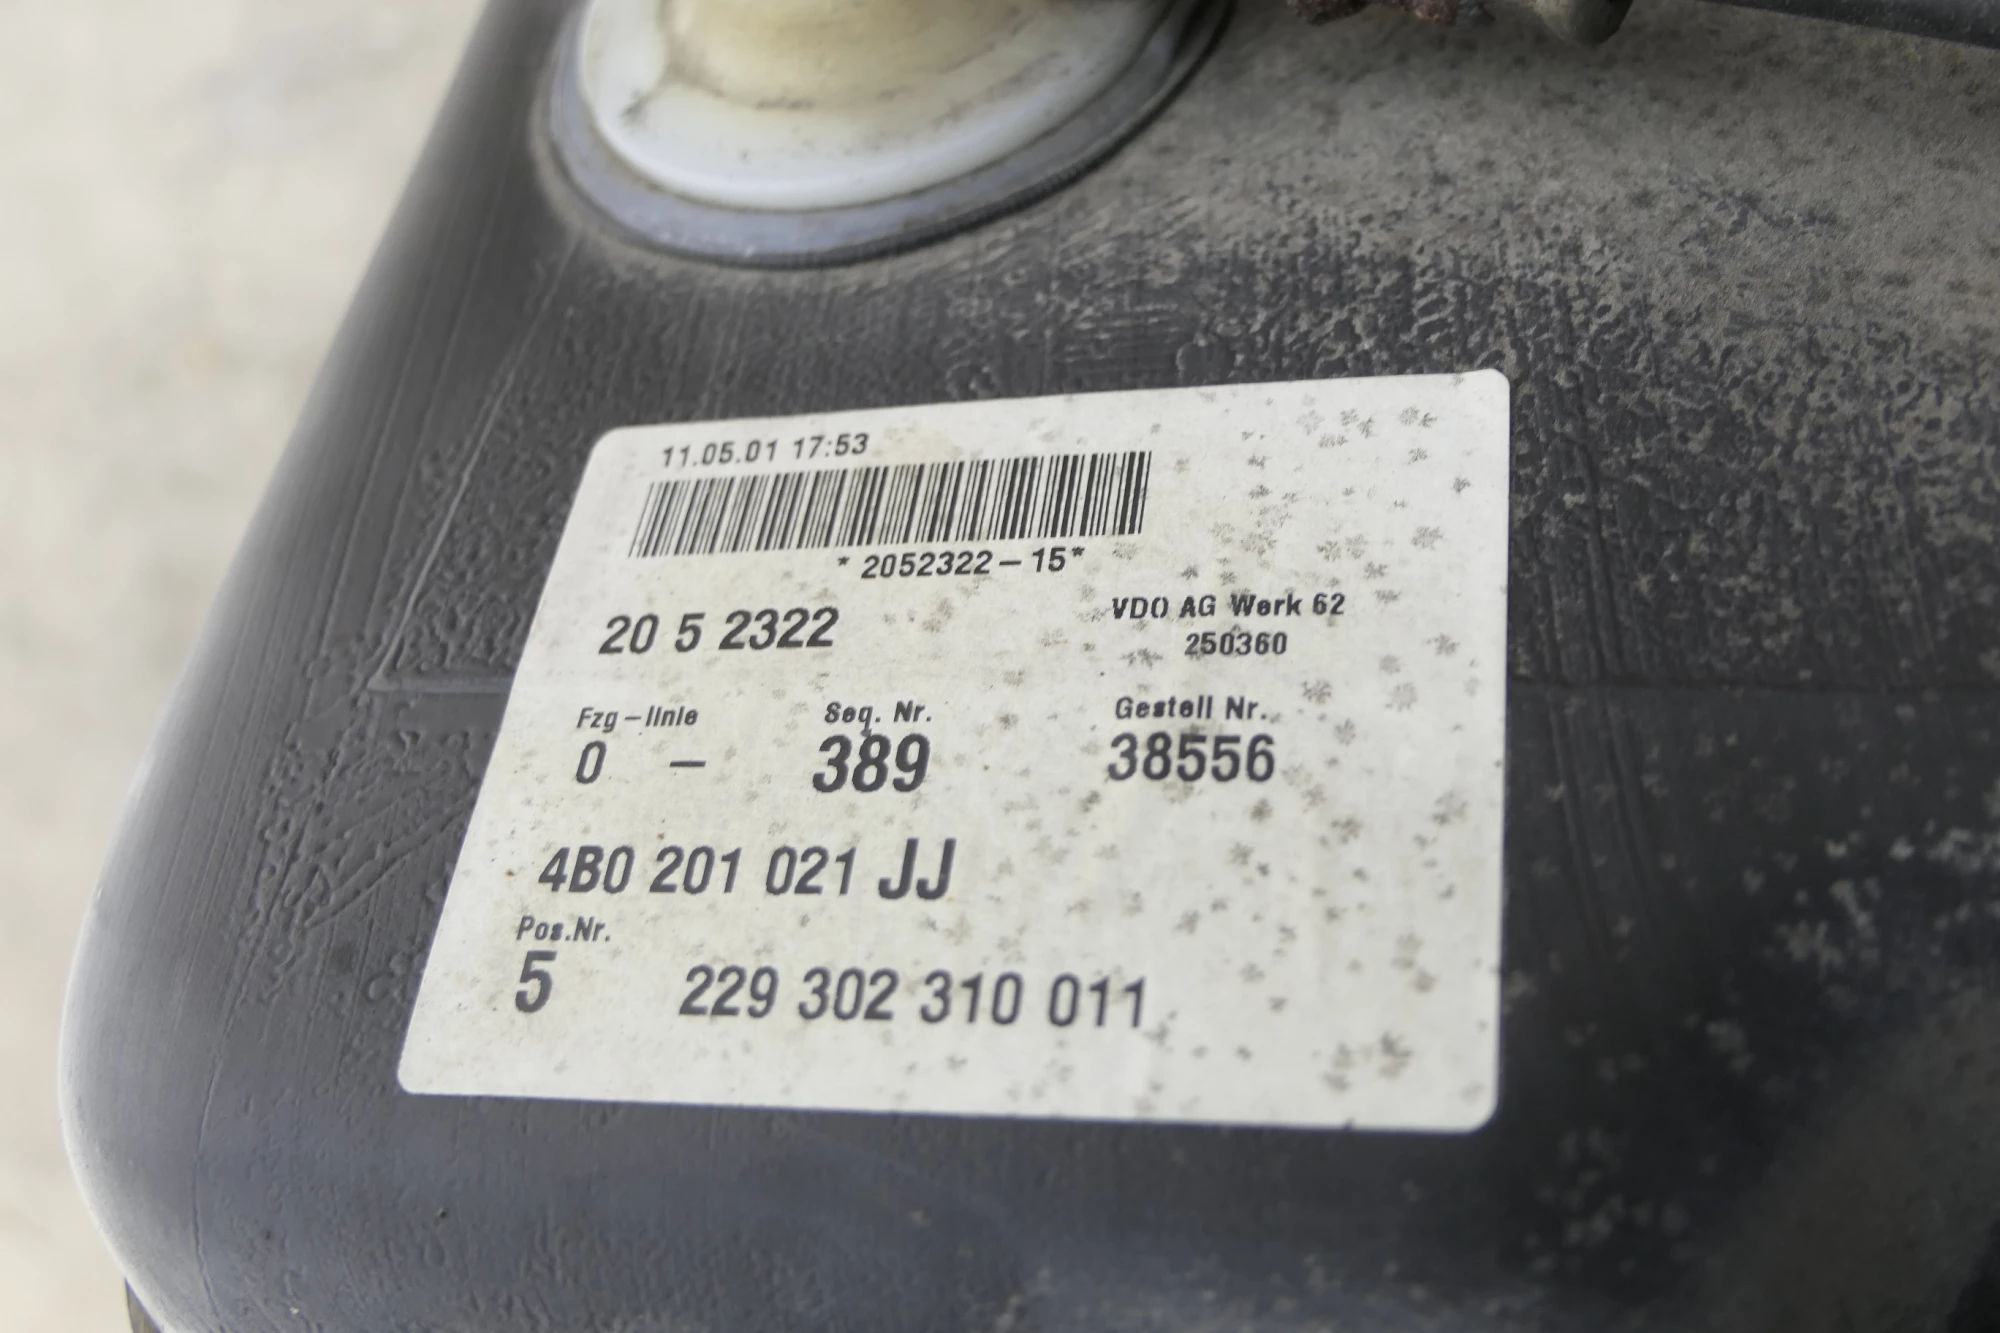 11.05.01 17:53
* 2052322-15*
20 5 2322
VDO AG Werk 62
250360
Fzg-linie Seq. Nr. Gestell Nr.
0 - 389 38556
4B0 201 021 JJ
Pos.Nr.
5 229 302 310 011